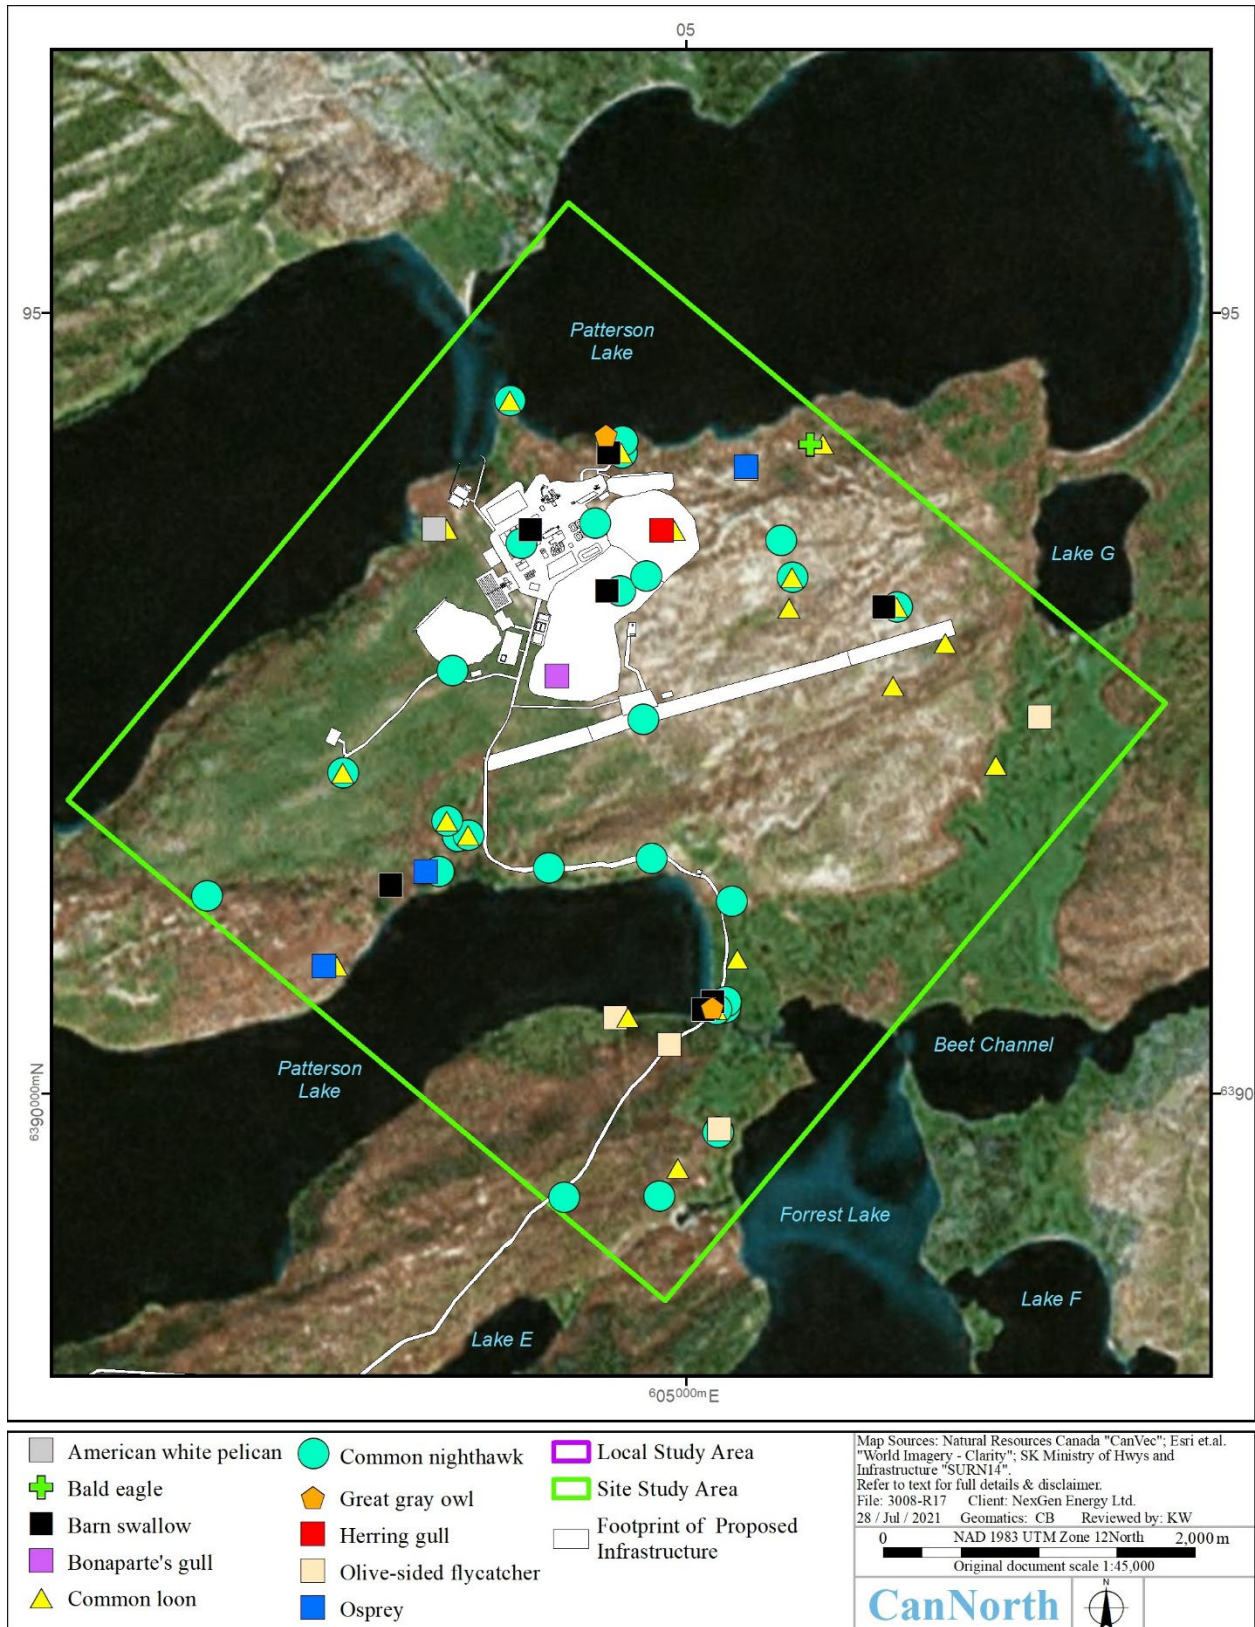 05
95
95
Patterson
Lake
Lake G
Beet Channel
Patterson
Lake
6390000mN
6390
Forrest Lake
Lake F
Lake E
605000mE
American white pelican
Bald eagle
Barn swallow
Bonaparte's gull
Common loon
Common nighthawk
Great gray owl
Herring gull
Olive-sided flycatcher
Osprey
Local Study Area
Site Study Area
Footprint of Proposed
Infrastructure
Map Sources: Natural Resources Canada "CanVec"; Esri et.al.
"World Imagery - Clarity"; SK Ministry of Hwys and
Infrastructure "SURN14".
Refer to text for full details & disclaimer.
File: 3008-R17 Client: NexGen Energy Ltd.
28 / Jul / 2021 Geomatics: CB Reviewed by: KW
0 NAD 1983 UTM Zone 12North 2,000 m
Original document scale 1:45,000
CanNorth
N